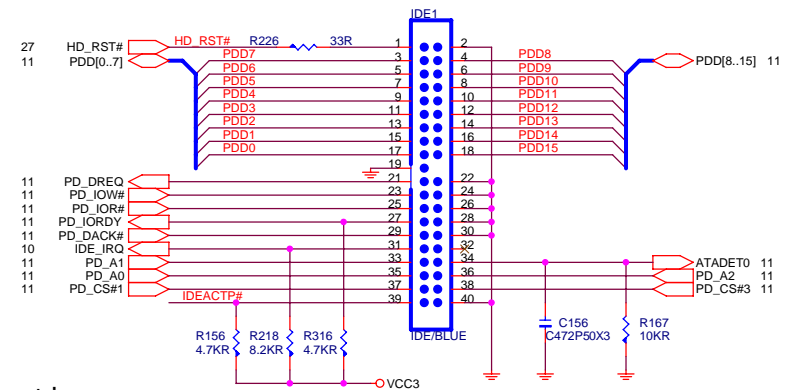 IDE1
27 HD_RST# HD_RST# R226 33R 1 2
11 PDD[0..7] PDD7 3 4 PDD8 PDD[8..15] 11
PDD6 5 6 PDD9
PDD5 7 8 PDD10
PDD4 9 10 PDD11
PDD3 11 12 PDD12
PDD2 13 14 PDD13
PDD1 15 16 PDD14
PDD0 17 18 PDD15
19
11 PD_DREQ 21 22
11 PD_IOW# 23 24
11 PD_IOR# 25 26
11 PD_IORDY 27 28
11 PD_DACK# 29 30
10 IDE_IRQ 31 32
11 PD_A1 33 34 ATADET0 11
11 PD_A0 35 36 PD_A2 11
11 PD_CS#1 37 38 PD_CS#3 11
IDEACTP# 39 40
R156 R218 R316 IDE/BLUE C156 R167
4.7KR 8.2KR 4.7KR C472P50X3 10KR
VCC3